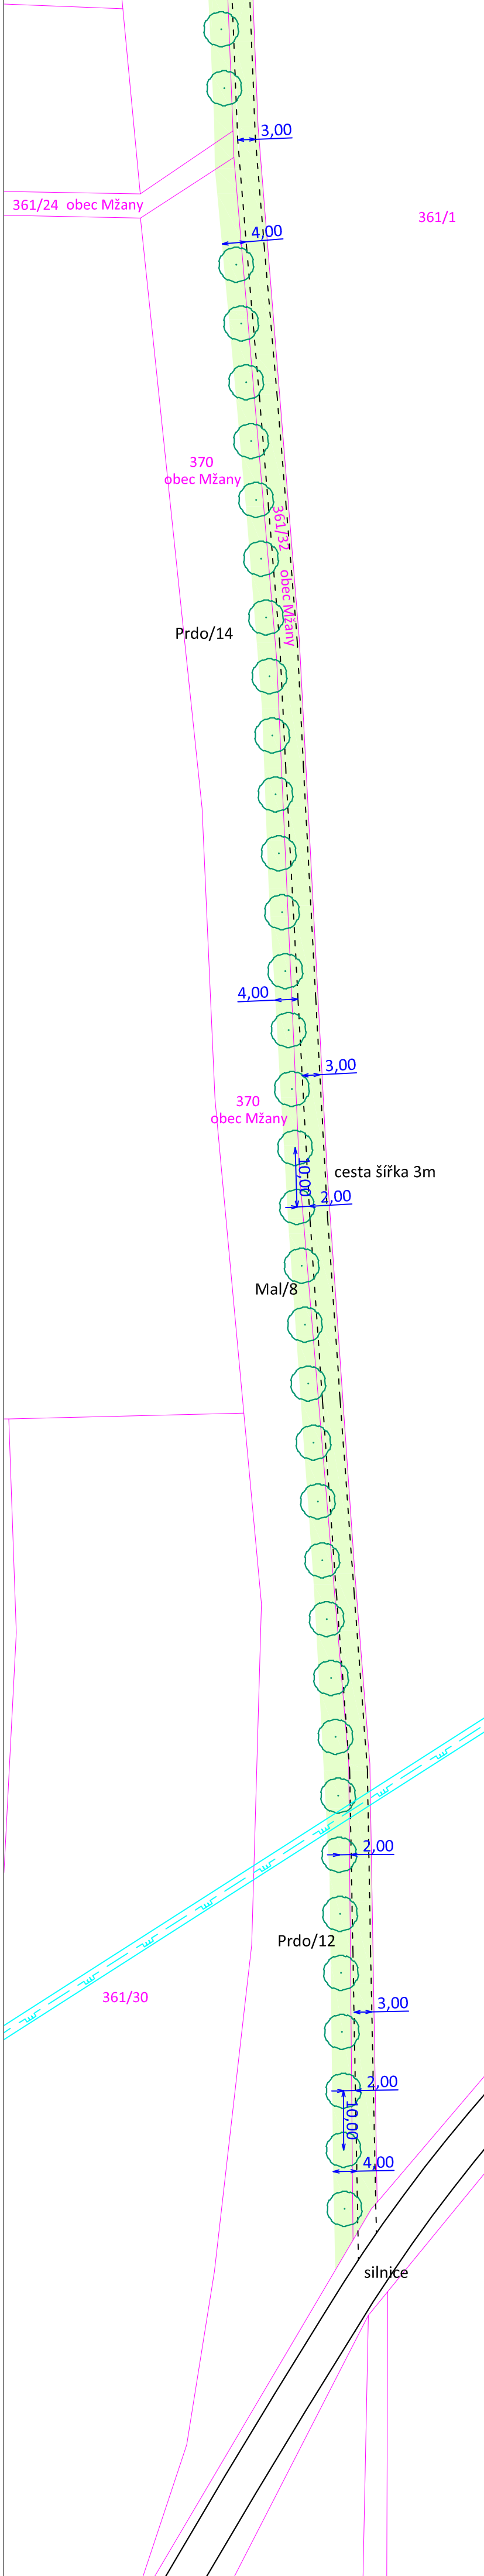 3,00
361/24 obec Mžany
361/1
4,00
370
obec Mžany
361/32 obec Mžany
Prdo/14
4,00
3,00
370
obec Mžany
cesta šířka 3m
10,00
2,00
Mal/8
2,00
Prdo/12
361/30
3,00
2,00
10,00
4,00
silnice